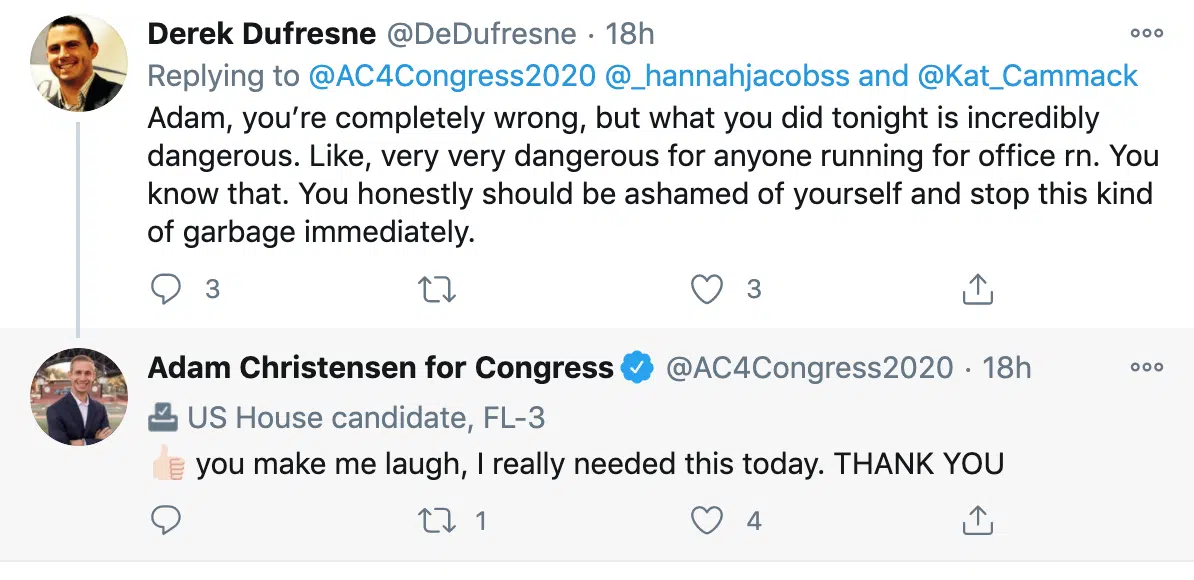 Derek Dufresne @DeDufresne · 18h
Replying to @AC4Congress2020 @_hannahjacobss and @Kat_Cammack
Adam, you’re completely wrong, but what you did tonight is incredibly
dangerous. Like, very very dangerous for anyone running for office rn. You
know that. You honestly should be ashamed of yourself and stop this kind
of garbage immediately.
3 3
Adam Christensen for Congress @AC4Congress2020 · 18h
US House candidate, FL-3
👍🏻 you make me laugh, I really needed this today. THANK YOU
1 4